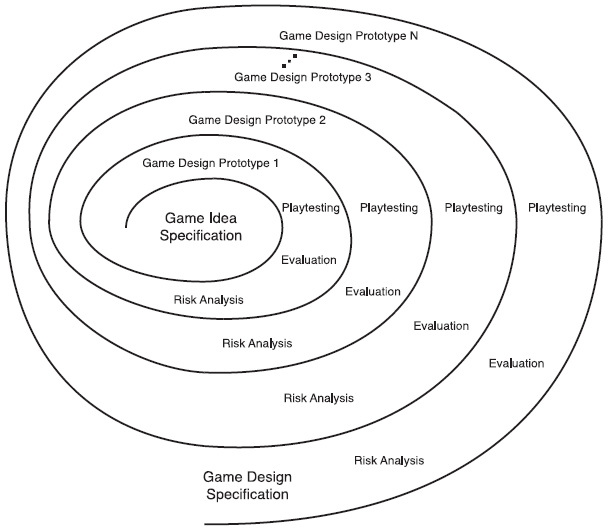 Game Design Prototype N
Game Design Prototype 3
Game Design Prototype 2
Game Design Prototype 1
Game Idea
Specification
Playtesting
Playtesting
Playtesting
Playtesting
Evaluation
Evaluation
Evaluation
Evaluation
Risk Analysis
Risk Analysis
Risk Analysis
Risk Analysis
Game Design
Specification